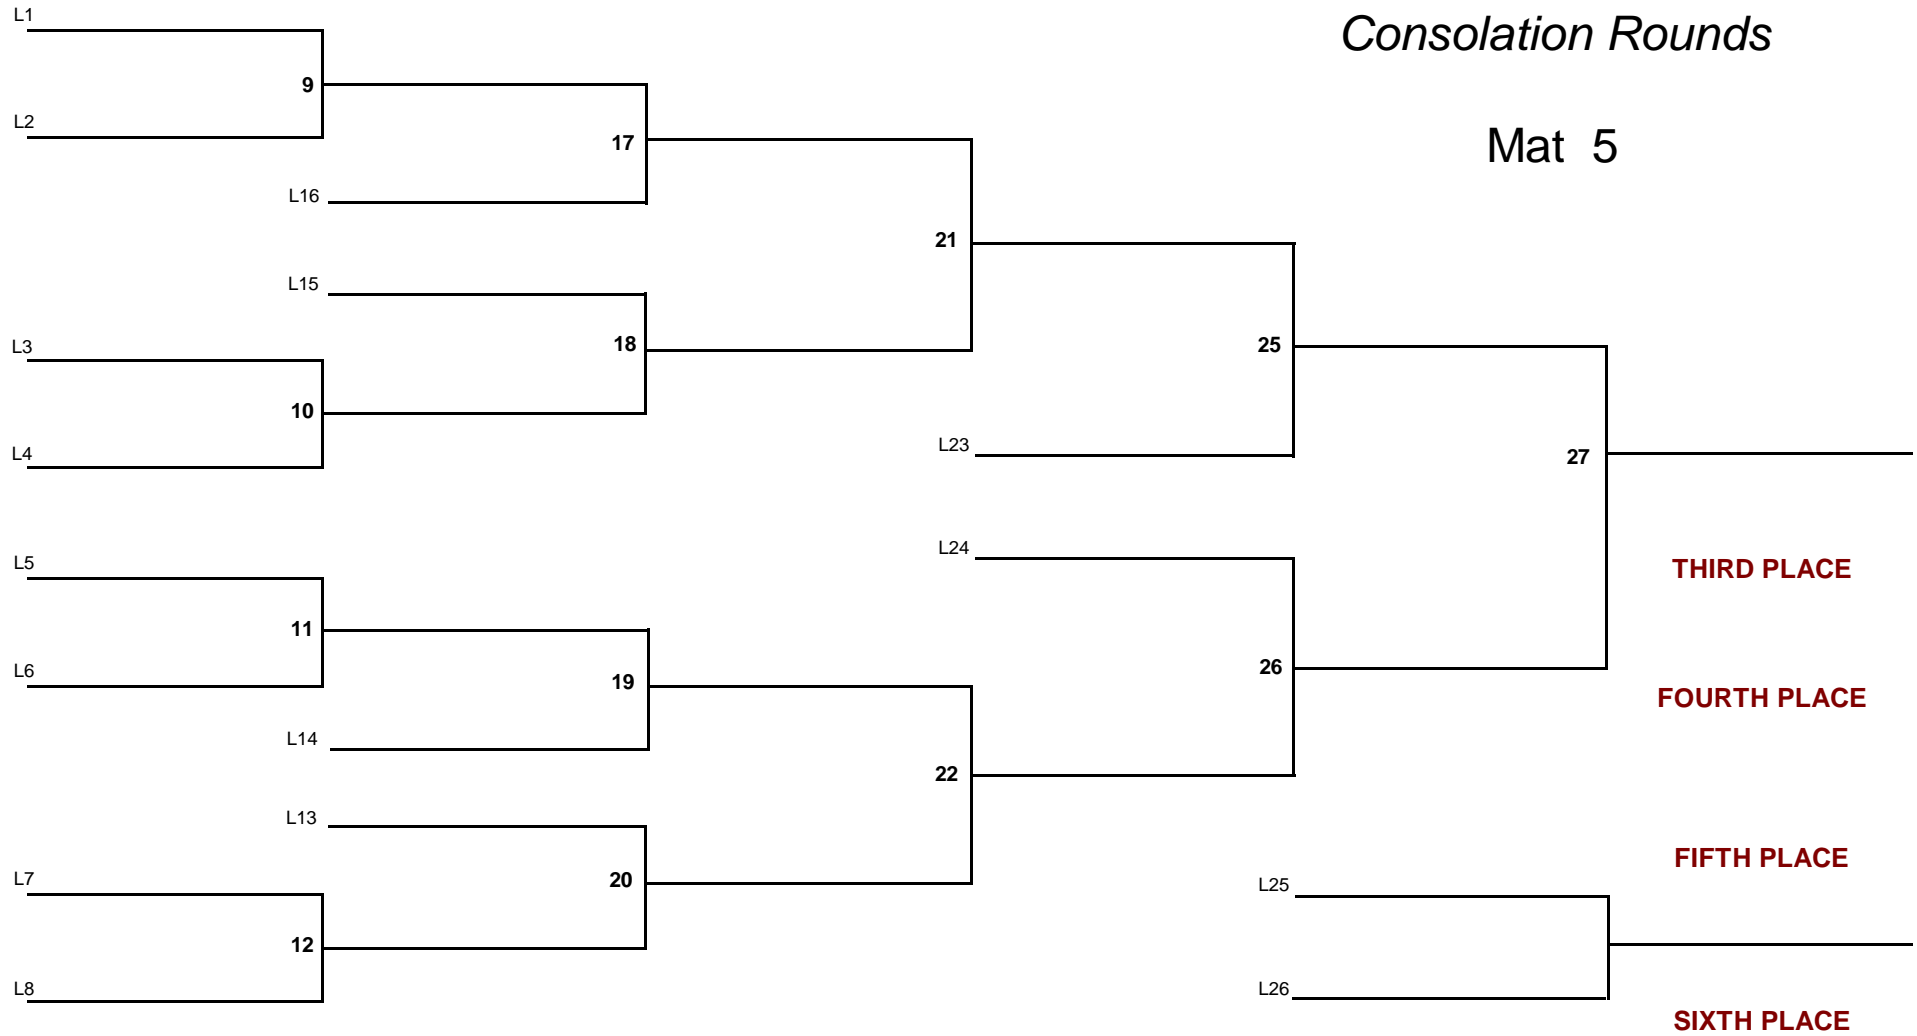 L1
Consolation Rounds
9
L2
Mat 5
17
L16
21
L15
L3
18
25
10
L4
L23
27
L24
L5
THIRD PLACE
11
L6
19
26
FOURTH PLACE
L14
22
L13
FIFTH PLACE
L7
20
L25
12
L8
L26
SIXTH PLACE